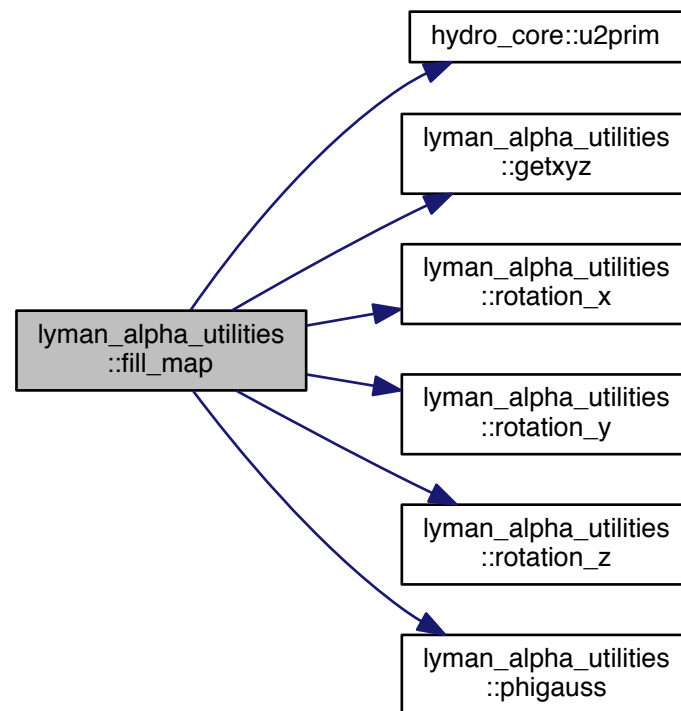 hydro_core::u2prim
lyman_alpha_utilities
::getxyz
lyman_alpha_utilities
::rotation_x
lyman_alpha_utilities
::fill_map
lyman_alpha_utilities
::rotation_y
lyman_alpha_utilities
::rotation_z
lyman_alpha_utilities
::phigauss